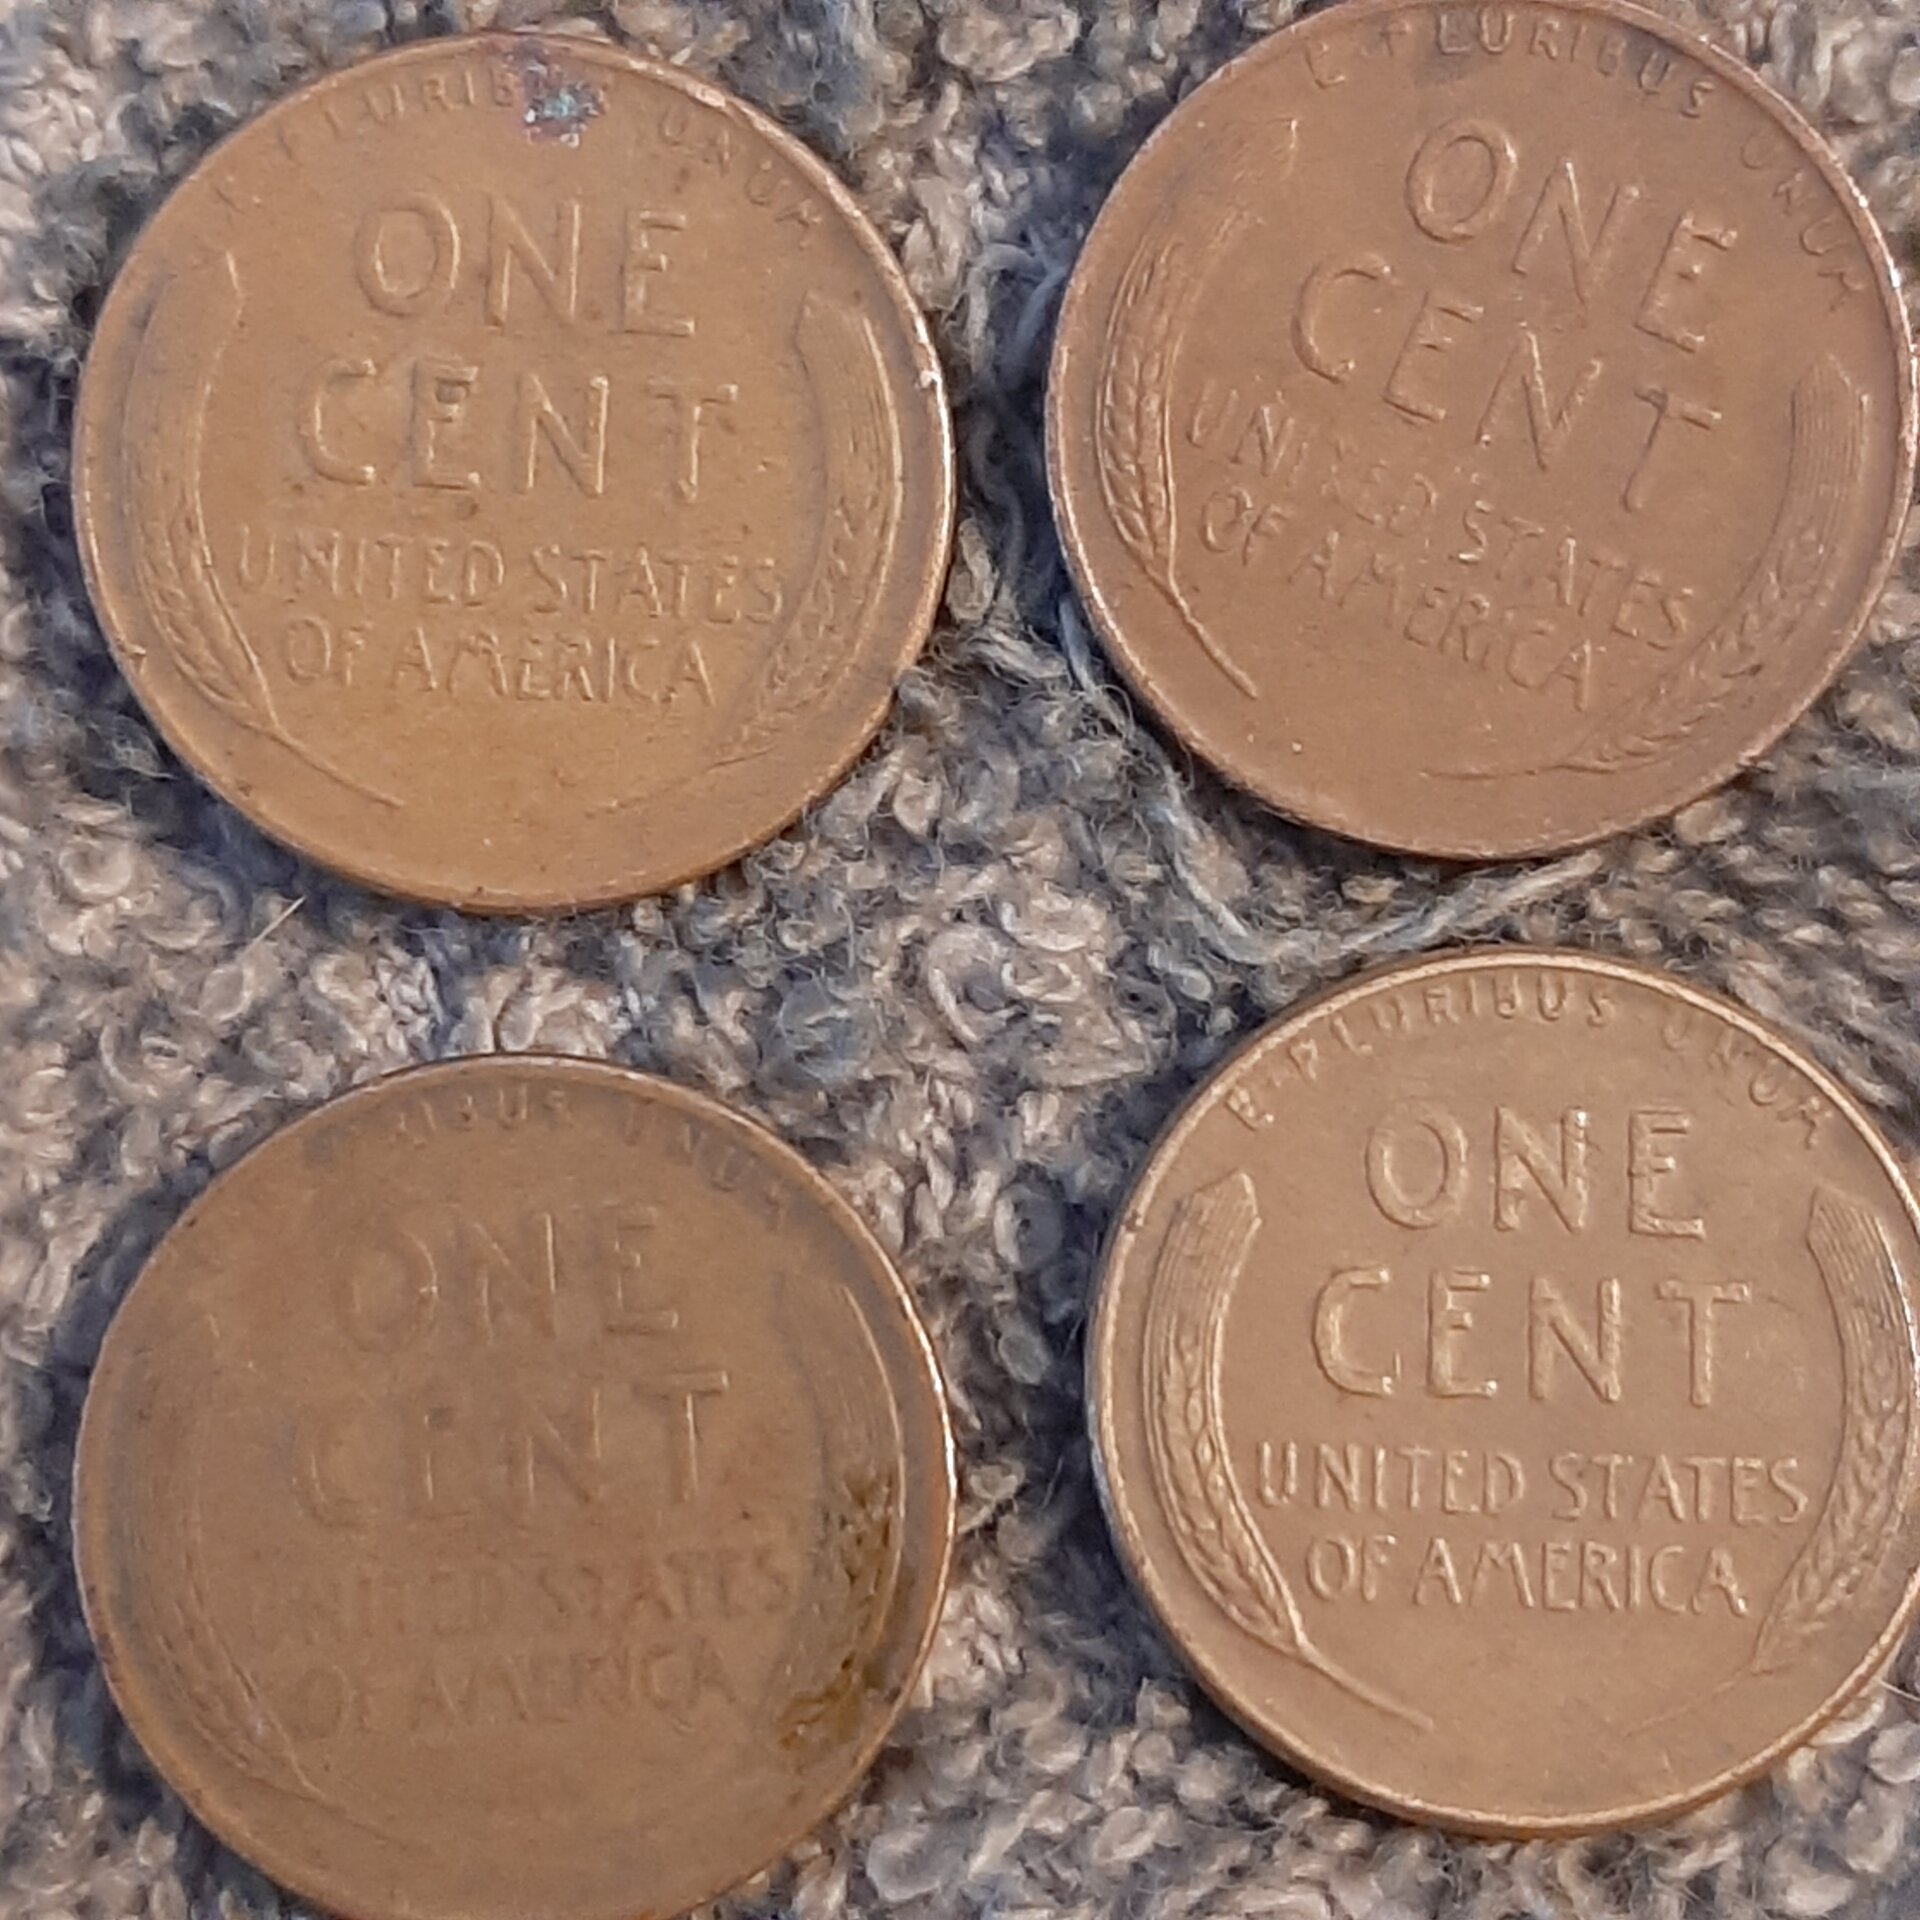 PLURIBUS UNUM
ONE
CENT
UNITED STATES
OF AMERICA
E PLURIBUS UNUM
ONE
CENT
UNITED STATES
OF AMERICA
UNUM
ONE
CENT
UNITED STATES
OF AMERICA
E PLURIBUS UNUM
ONE
CENT
UNITED STATES
OF AMERICA